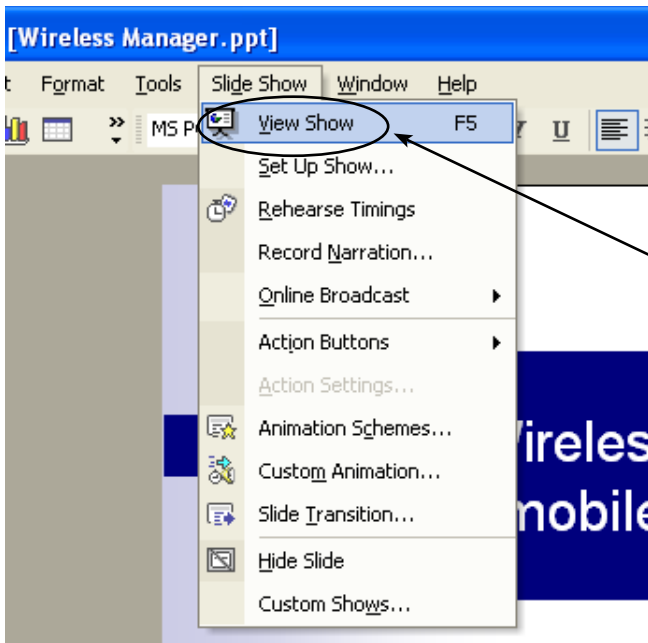 [Wireless Manager.ppt]
t Format Tools Slide Show Window Help
MS P U
View Show F5
Set Up Show...
Rehearse Timings
Record Narration...
Online Broadcast
Action Buttons
Action Settings...
Animation Schemes...
Custom Animation...
Slide Transition...
Hide Slide
Custom Shows...
ireles
mobile